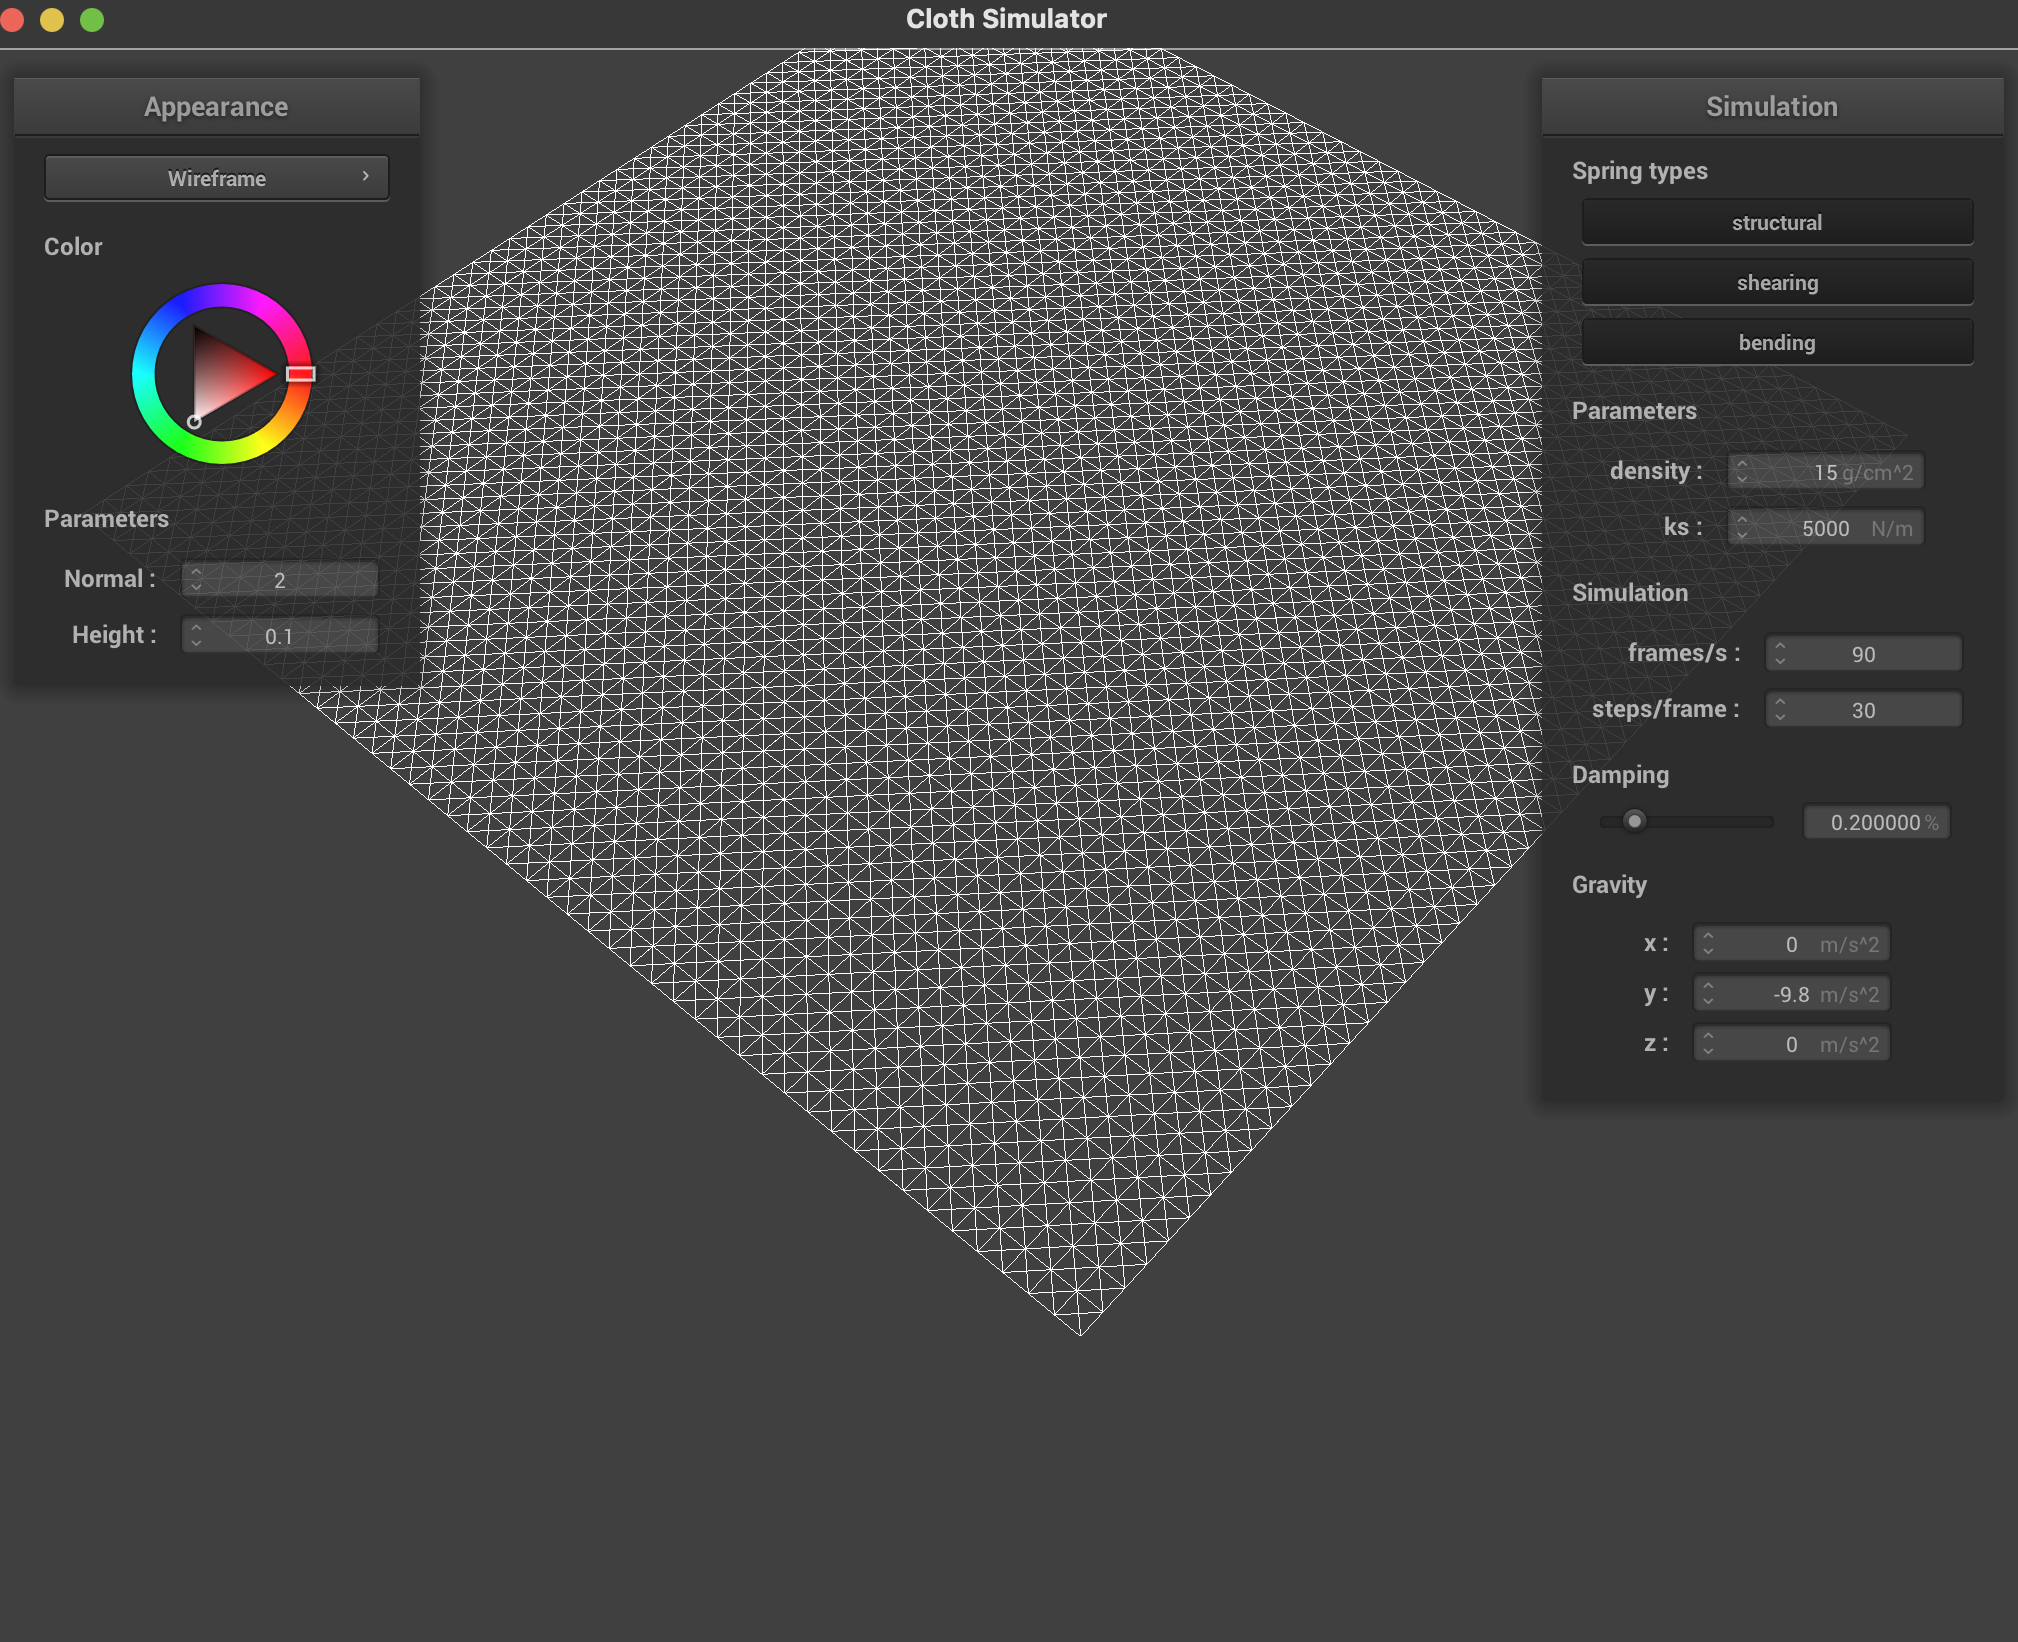 Cloth Simulator
Appearance
Wireframe
Color
Parameters
Normal : 2
Height : 0.1
Simulation
Spring types
structural
shearing
bending
Parameters
density : 15 g/cm^2
ks : 5000 N/m
Simulation
frames/s : 90
steps/frame : 30
Damping
0.200000 %
Gravity
x : 0 m/s^2
y : -9.8 m/s^2
z : 0 m/s^2